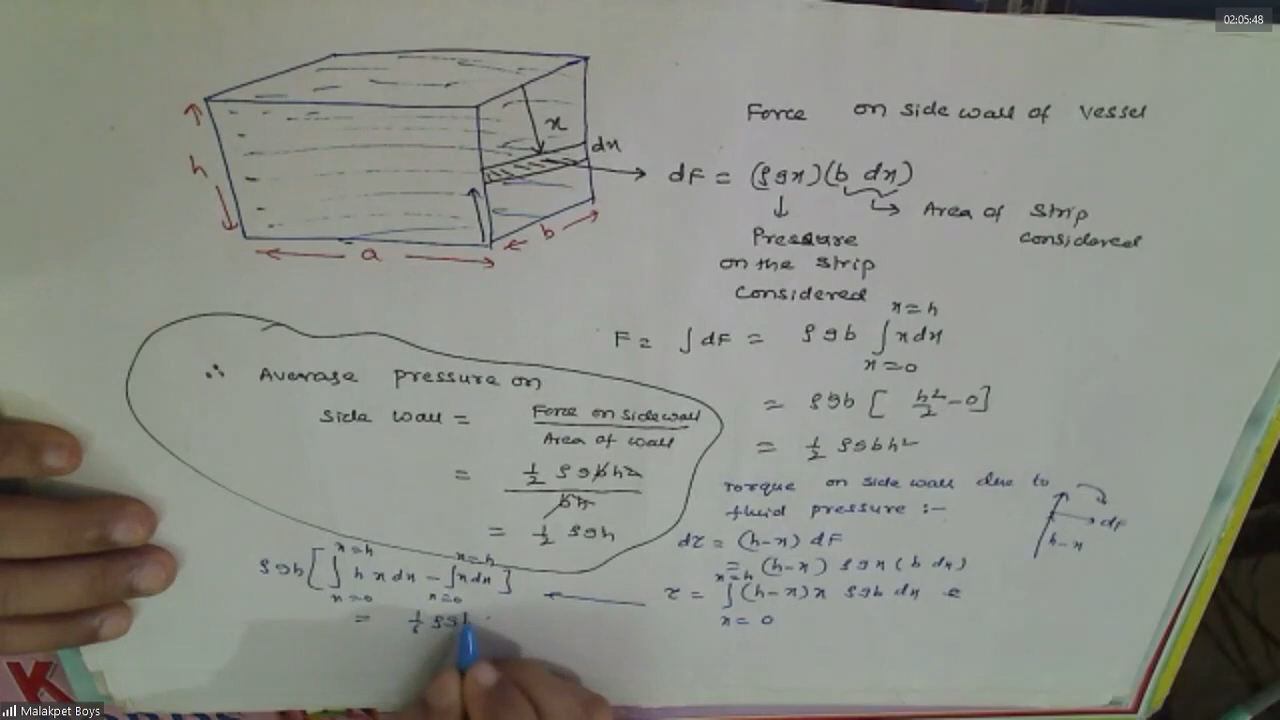 02:05:48
Force on side wall of vessel
h
x
dx
dF = (ρgx)(b dx)
↓ ↳ Area of strip
considered
Pressure
on the strip
considered
a
b
x=h
F = ∫dF = ρgb ∫ x dx
x=0
= ρgb [ h²/2 - 0 ]
= 1/2 ρgbh²
∴ Average pressure on
side wall = Force on sidewall / Area of wall
= 1/2 ρgbh² / bh
= 1/2 ρgh
Torque on side wall due to
fluid pressure :-
dF
h-x
dτ = (h-x) dF
= (h-x) ρgx (b dx)
x=h
τ = ∫ (h-x)x ρgb dx
x=0
x=h x=h
ρgb [ ∫ h x dx - ∫ x dx ]
x=0 x=0
= 1/6 ρg
K
Malakpet Boys